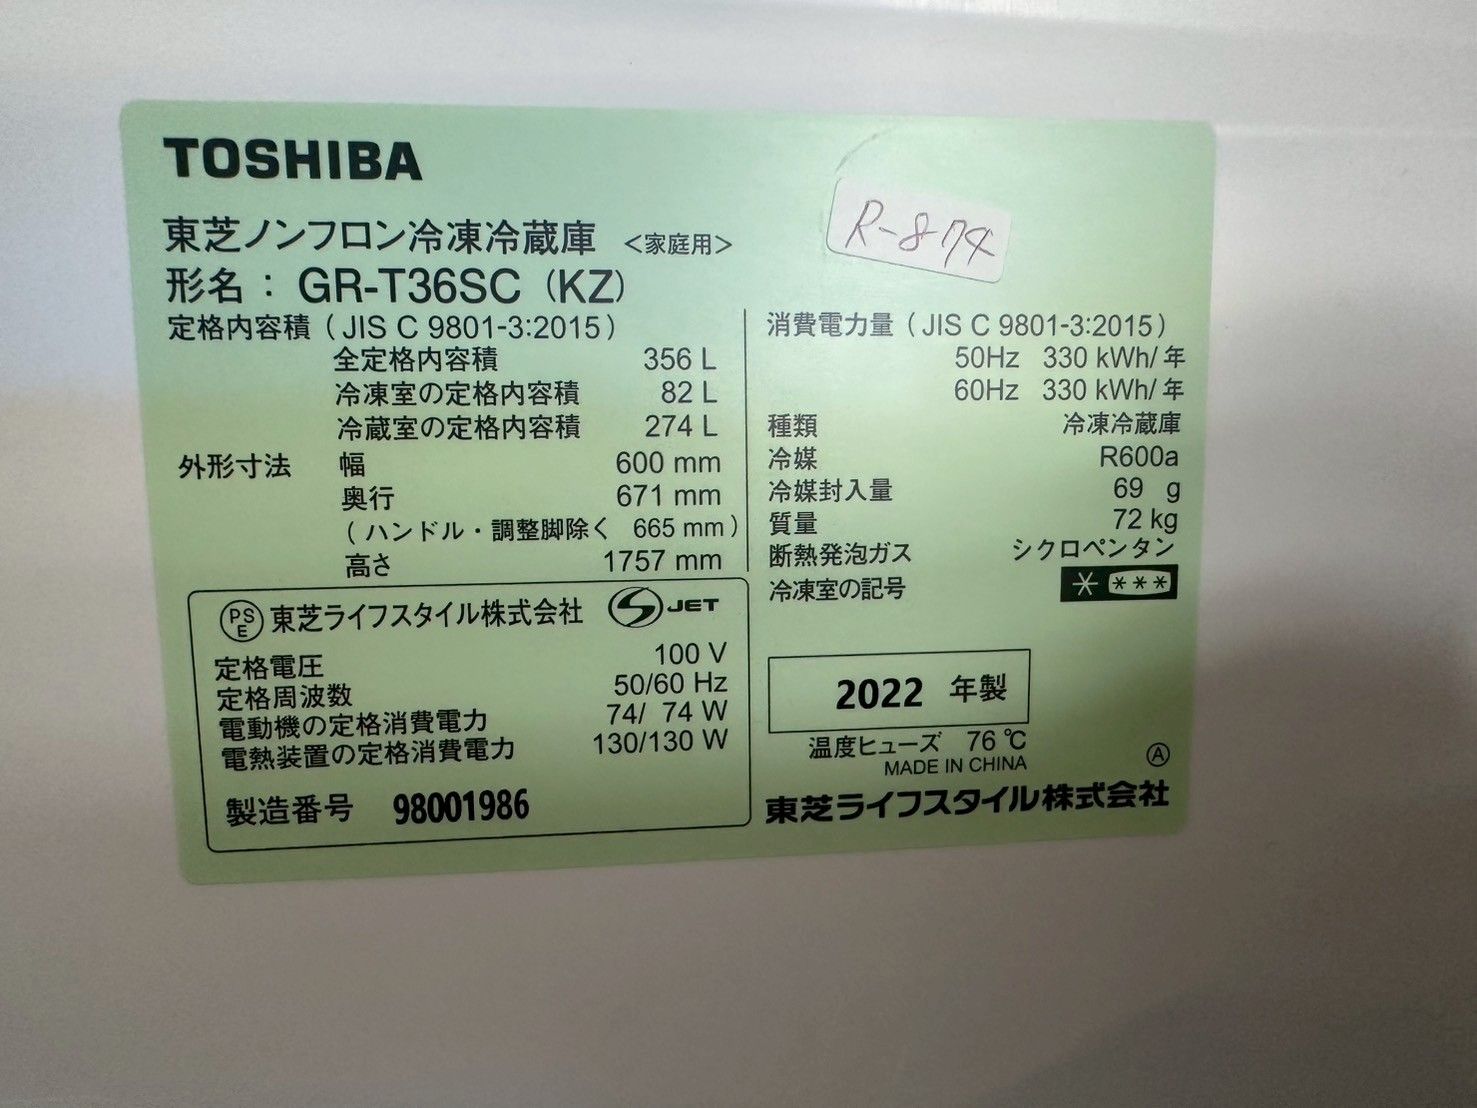 TOSHIBA
R-874
東芝ノンフロン冷凍冷蔵庫 <家庭用>
形名： GR-T36SC (KZ)
定格内容積 ( JIS C 9801-3:2015 )
全定格内容積 356 L
冷凍室の定格内容積 82 L
冷蔵室の定格内容積 274 L
外形寸法 幅 600 mm
奥行 671 mm
( ハンドル・調整脚除く 665 mm )
高さ 1757 mm
消費電力量 ( JIS C 9801-3:2015 )
50Hz 330 kWh/年
60Hz 330 kWh/年
種類 冷凍冷蔵庫
冷媒 R600a
冷媒封入量 69 g
質量 72 kg
断熱発泡ガス シクロペンタン
冷凍室の記号 * ***
PSE 東芝ライフスタイル株式会社 S JET
定格電圧 100 V
定格周波数 50/60 Hz
電動機の定格消費電力 74/ 74 W
電熱装置の定格消費電力 130/130 W
製造番号 98001986
2022 年製
温度ヒューズ 76 ℃
MADE IN CHINA
Ⓐ
東芝ライフスタイル株式会社